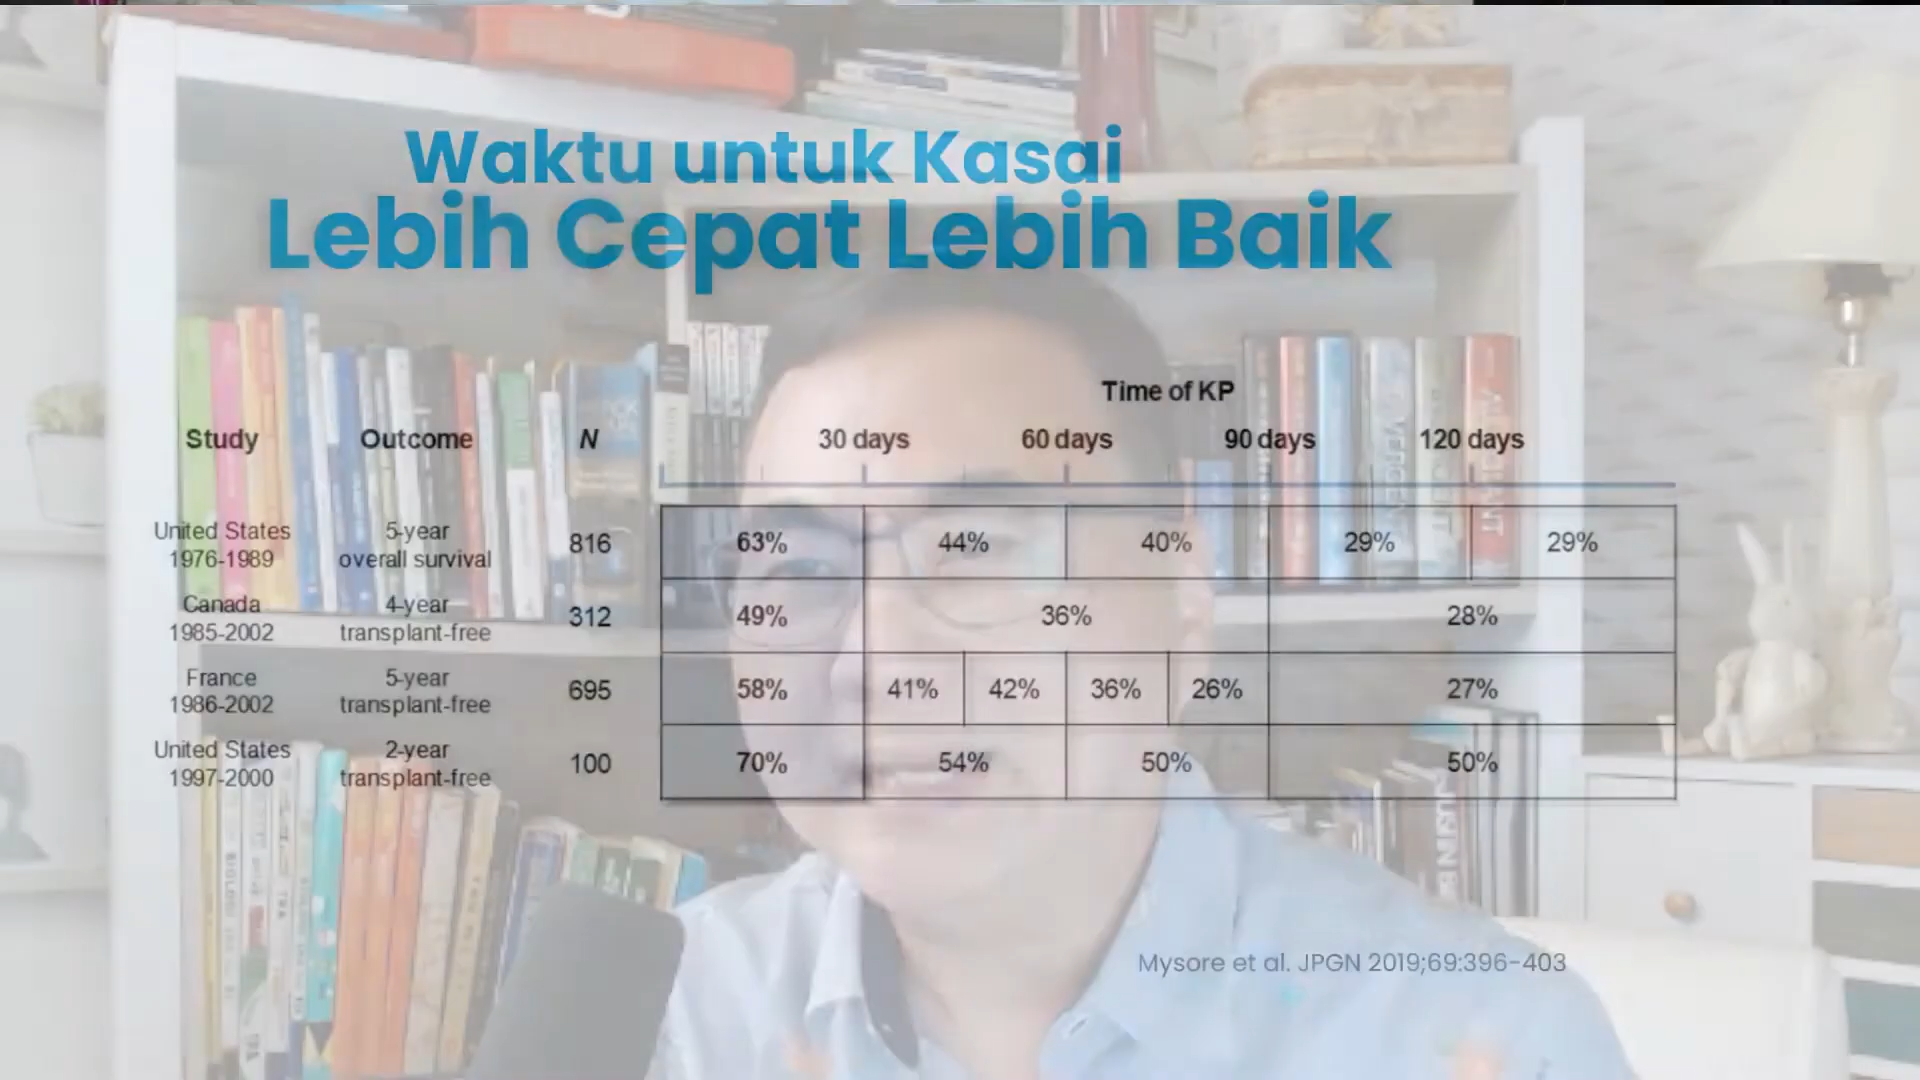 Waktu untuk Kasai
Lebih Cepat Lebih Baik
Time of KP
Study Outcome N 30 days 60 days 90 days 120 days
United States 5-year
1976-1989 overall survival 816 63% 44% 40% 29% 29%
Canada 4-year
1985-2002 transplant-free 312 49% 36% 28%
France 5-year
1986-2002 transplant-free 695 58% 41% 42% 36% 26% 27%
United States 2-year
1997-2000 transplant-free 100 70% 54% 50% 50%
Mysore et al. JPGN 2019;69:396-403